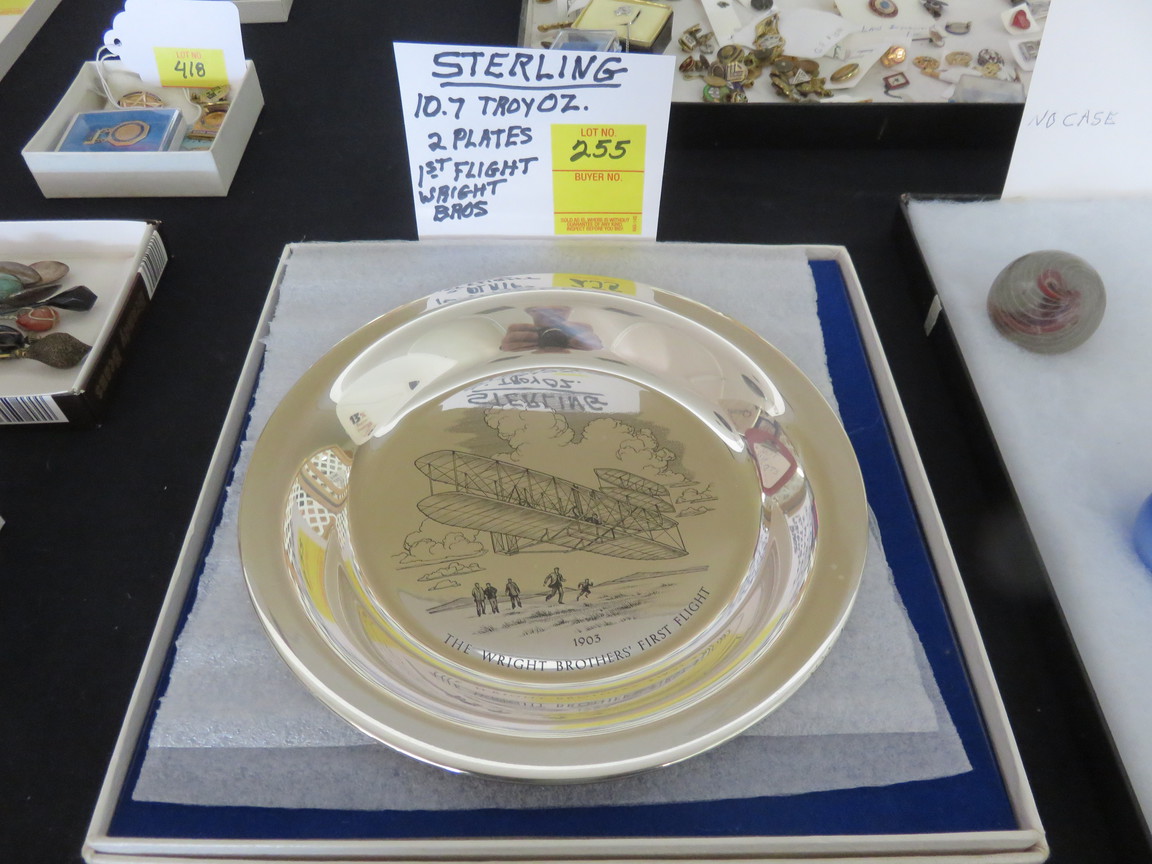 LOT NO.
418
STERLING
10.7 TROY OZ.
2 PLATES
1ST FLIGHT
WRIGHT
BROS
LOT NO.
255
BUYER NO.
NB CASE
1903
THE WRIGHT BROTHERS' FIRST FLIGHT